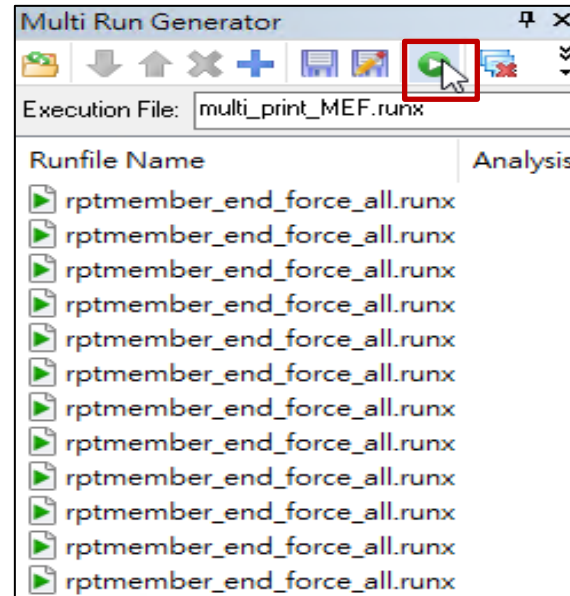 Multi Run Generator
Execution File: multi_print_MEF.runx
Runfile Name Analysis
rptmember_end_force_all.runx
rptmember_end_force_all.runx
rptmember_end_force_all.runx
rptmember_end_force_all.runx
rptmember_end_force_all.runx
rptmember_end_force_all.runx
rptmember_end_force_all.runx
rptmember_end_force_all.runx
rptmember_end_force_all.runx
rptmember_end_force_all.runx
rptmember_end_force_all.runx
rptmember_end_force_all.runx